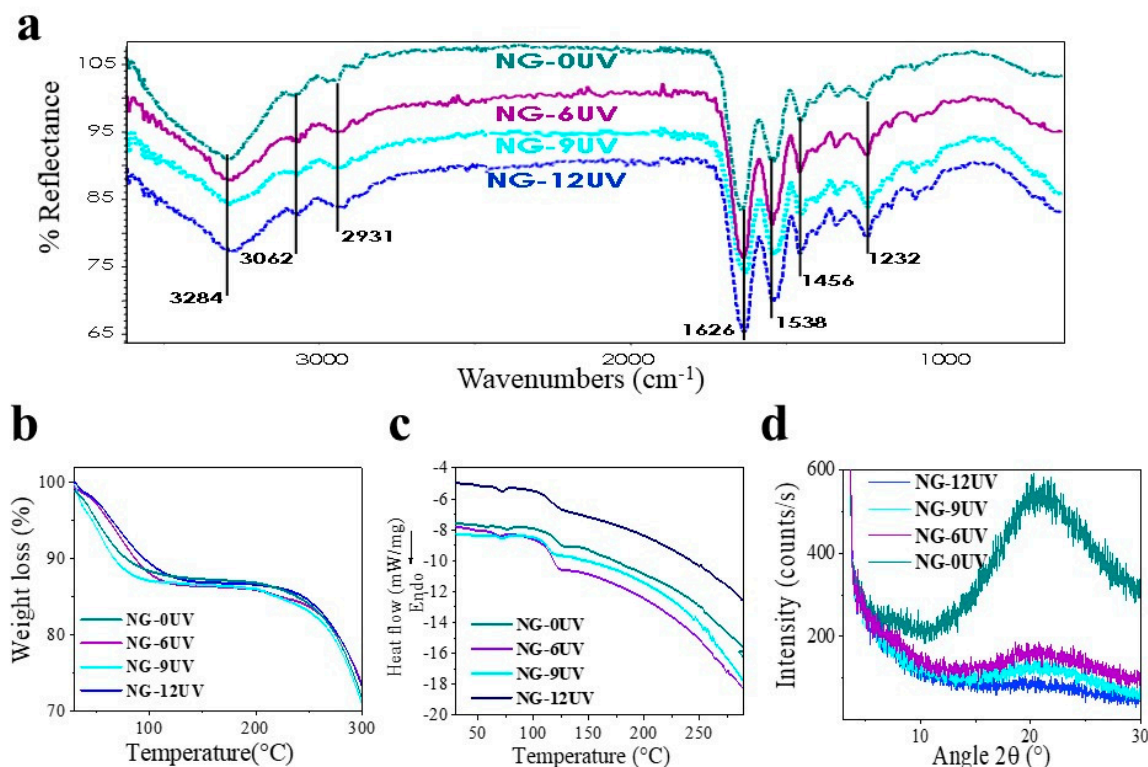 a
% Reflectance
105
95
85
75
65
NG-0UV
NG-6UV
NG-9UV
NG-12UV
3284
3062
2931
1626
1538
1456
1232
3000
2000
1000
Wavenumbers (cm⁻¹)
b
Weight loss (%)
100
90
80
70
NG-0UV
NG-6UV
NG-9UV
NG-12UV
100
200
300
Temperature(°C)
c
Heat flow (mW/mg)
Endo
-4
-6
-8
-10
-12
-14
-16
-18
-20
NG-0UV
NG-6UV
NG-9UV
NG-12UV
50
100
150
200
250
Temperature (°C)
d
Intensity (counts/s)
600
400
200
NG-12UV
NG-9UV
NG-6UV
NG-0UV
10
20
30
Angle 2θ (°)